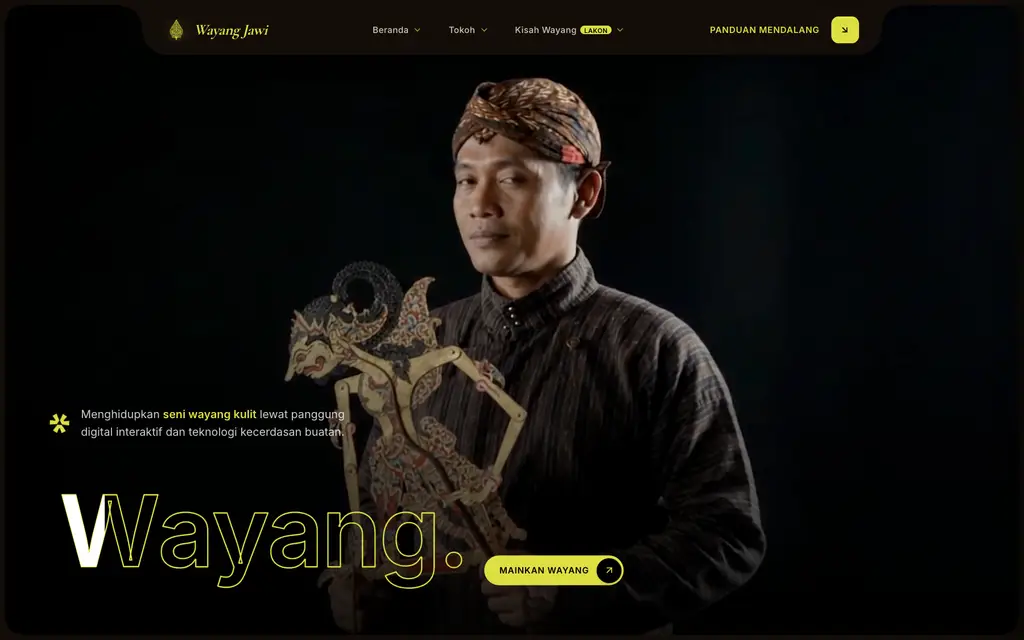 Wayang Jawi
Beranda
Tokoh
Kisah Wayang LAKON
PANDUAN MENDALANG
Menghidupkan seni wayang kulit lewat panggung
digital interaktif dan teknologi kecerdasan buatan.
Wayang.
MAINKAN WAYANG